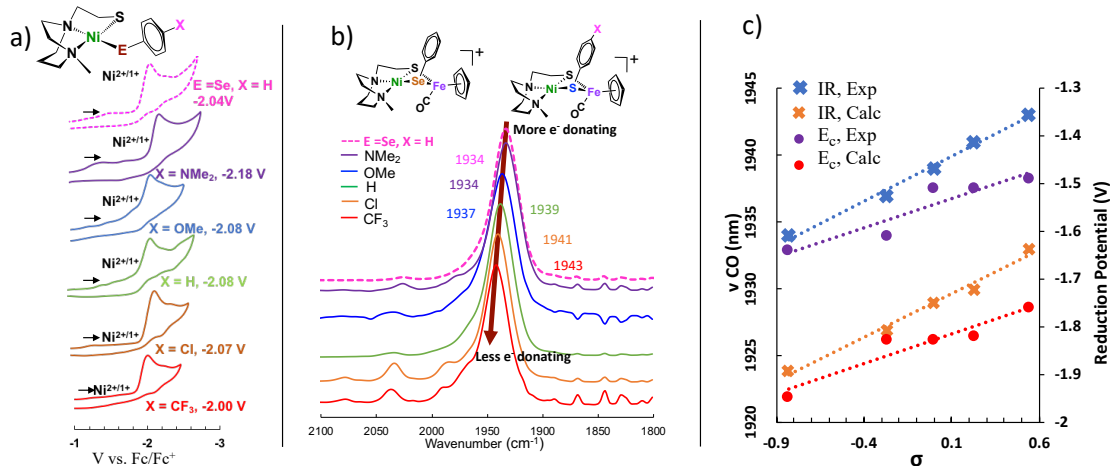 a)
S
X
N
Ni
E
N
Ni2+/1+
E =Se, X = H
-2.04V
Ni2+/1+
X = NMe2, -2.18 V
Ni2+/1+
X = OMe, -2.08 V
Ni2+/1+
X = H, -2.08 V
Ni2+/1+
X = Cl, -2.07 V
Ni2+/1+
X = CF3, -2.00 V
-1 -2 -3
V vs. Fc/Fc+
b)
+
S
N Ni Se Fe
N
OC
X
+
S
N Ni S Fe
N
OC
More e- donating
E =Se, X = H
NMe2
OMe
H
Cl
CF3
1934
1934
1937
1939
1941
1943
Less e- donating
2100 2050 2000 1950 1900 1850 1800
Wavenumber (cm-1)
c)
IR, Exp
IR, Calc
Ec, Exp
Ec, Calc
ν CO (nm)
1945
1940
1935
1930
1925
1920
-1.3
-1.4
-1.5
-1.6
-1.7
-1.8
-1.9
-2
Reduction Potential (V)
-0.9 -0.4 0.1 0.6
σ